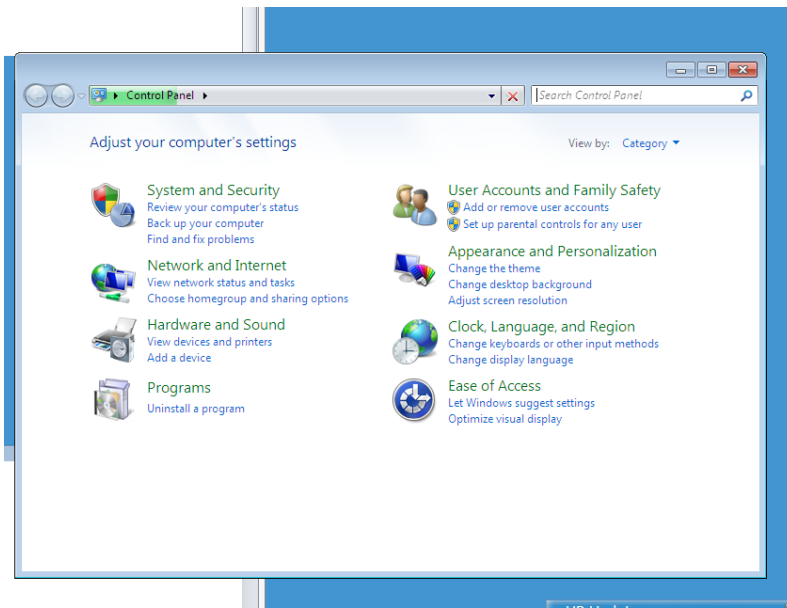 Control Panel
Search Control Panel
Adjust your computer's settings
View by: Category
System and Security
Review your computer's status
Back up your computer
Find and fix problems
Network and Internet
View network status and tasks
Choose homegroup and sharing options
Hardware and Sound
View devices and printers
Add a device
Programs
Uninstall a program
User Accounts and Family Safety
Add or remove user accounts
Set up parental controls for any user
Appearance and Personalization
Change the theme
Change desktop background
Adjust screen resolution
Clock, Language, and Region
Change keyboards or other input methods
Change display language
Ease of Access
Let Windows suggest settings
Optimize visual display